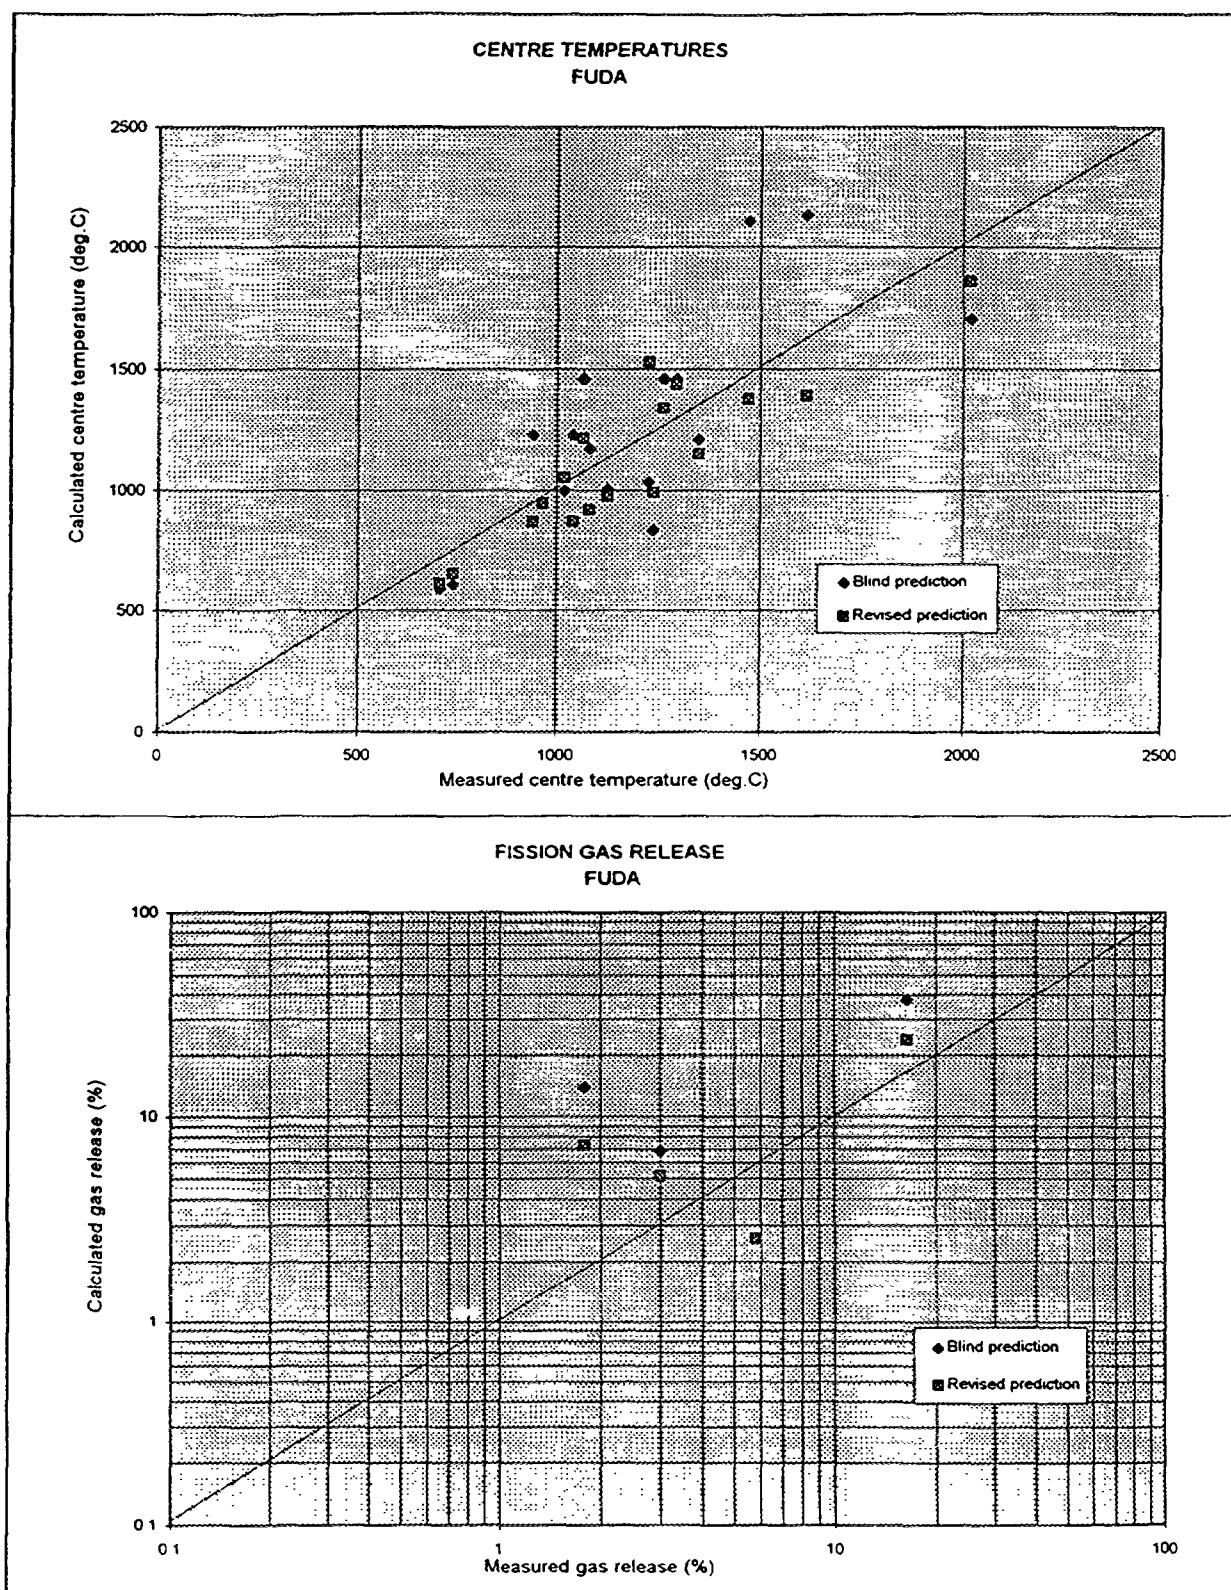 CENTRE TEMPERATURES
FUDA
2500
2000
1500
1000
500
0
Calculated centre temperature (deg.C)
Blind prediction
Revised prediction
0 500 1000 1500 2000 2500
Measured centre temperature (deg.C)
FISSION GAS RELEASE
FUDA
100
10
1
0 1
Calculated gas release (%)
Blind prediction
Revised prediction
0 1 1 10 100
Measured gas release (%)